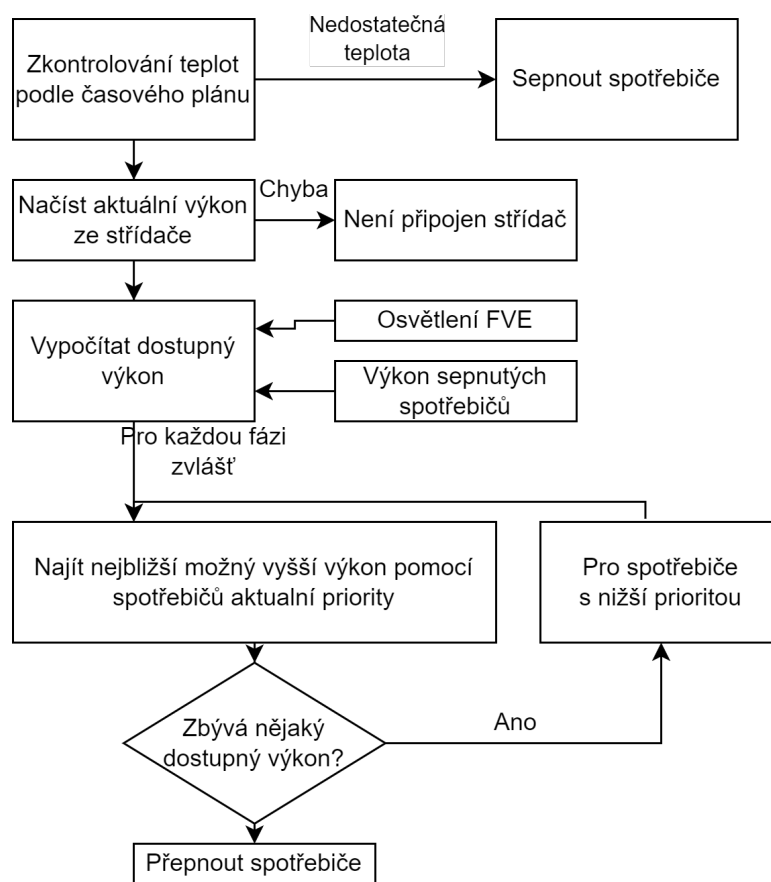 Nedostatečná
teplota
Zkontrolování teplot
podle časového plánu
Sepnout spotřebiče
Načíst aktuální výkon
ze střídače
Chyba
Není připojen střídač
Vypočítat dostupný
výkon
Osvětlení FVE
Výkon sepnutých
spotřebičů
Pro každou fázi
zvlášť
Najít nejbližší možný vyšší výkon pomocí
spotřebičů aktualní priority
Pro spotřebiče
s nižší prioritou
Zbývá nějaký
dostupný výkon?
Ano
Přepnout spotřebiče